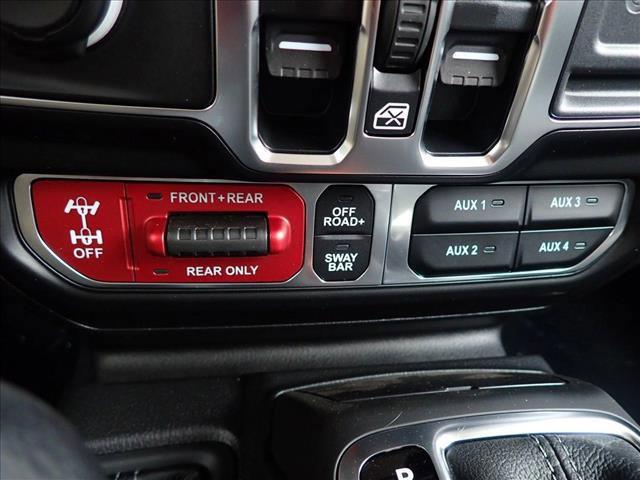 FRONT+REAR
OFF
REAR ONLY
OFF
ROAD+
SWAY
BAR
AUX 1
AUX 3
AUX 2
AUX 4
P